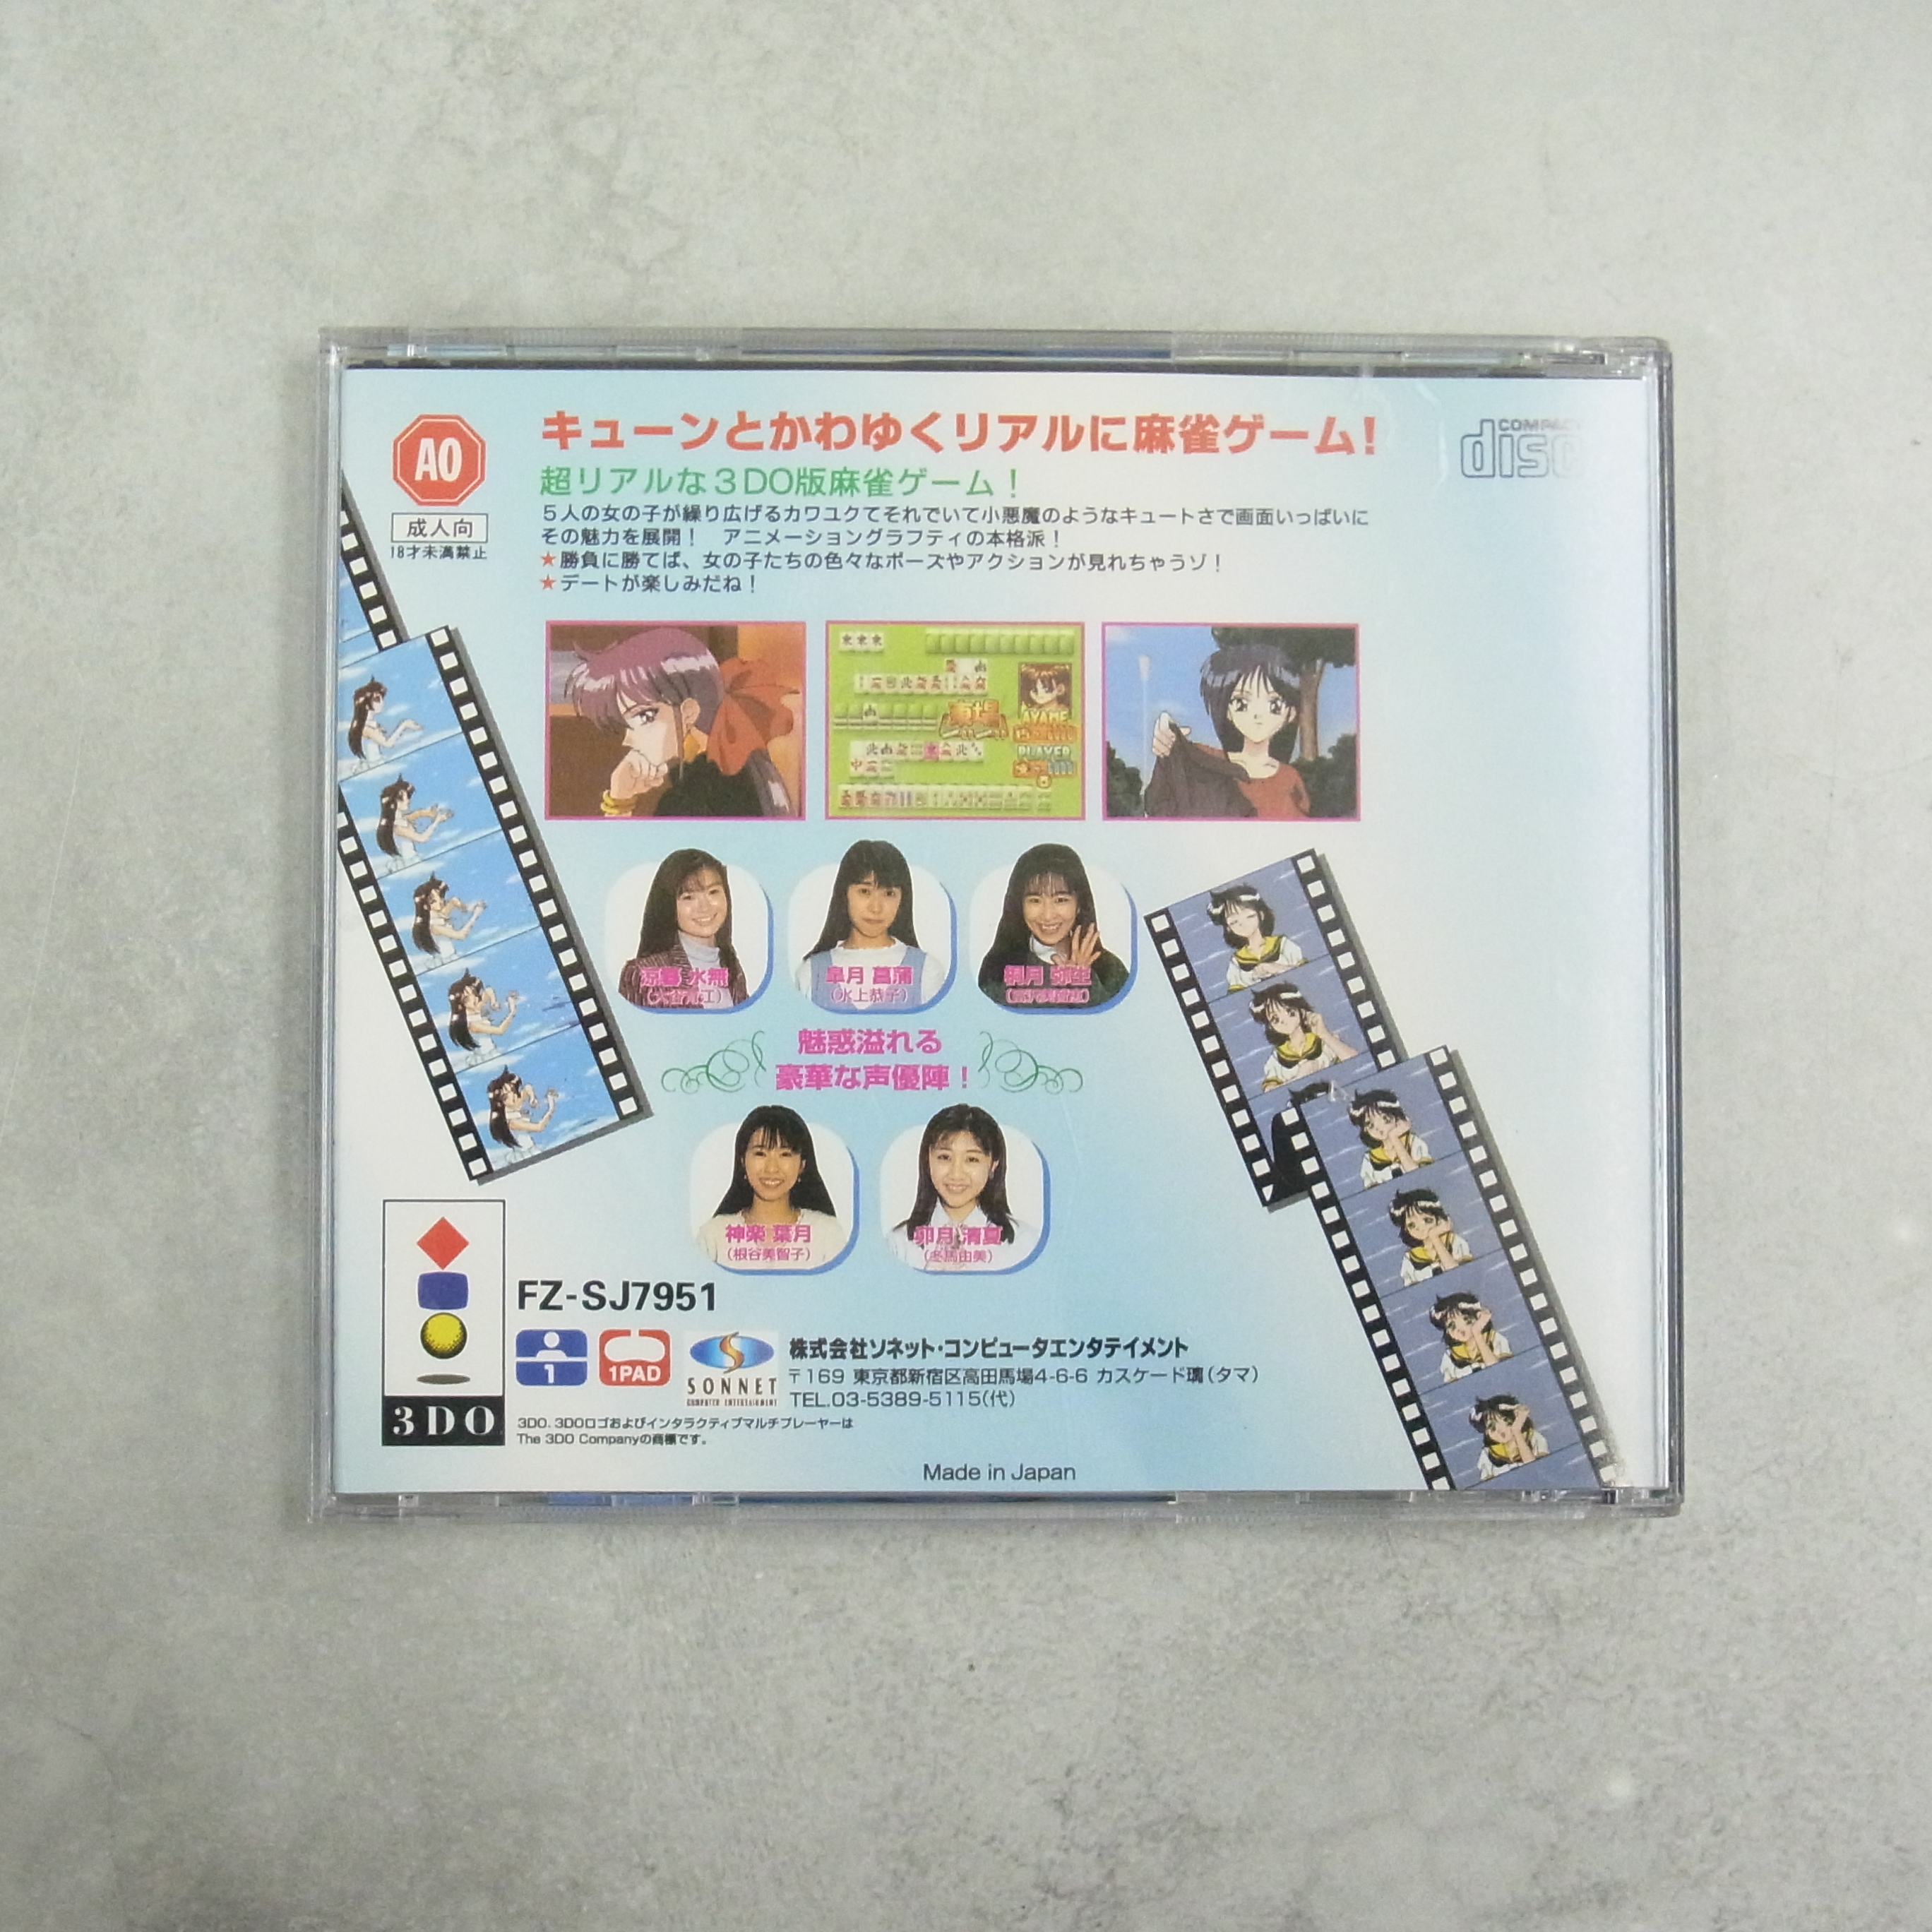 AO
成人向
18才未満禁止
キューンとかわゆくリアルに麻雀ゲーム!
COMPACT
disc
超リアルな3DO版麻雀ゲーム!
5人の女の子が繰り広げるカワユクてそれでいて小悪魔のようなキュートさで画面いっぱいに
その魅力を展開! アニメーショングラフティの本格派!
★勝負に勝てば、女の子たちの色々なポーズやアクションが見れちゃうゾ!
★デートが楽しみだね!
東場
AYAME
PLAYER
涼暮 水無
皐月 菖蒲
(水上恭子)
桐月 弥生
魅惑溢れる
豪華な声優陣!
神楽 葉月
(根谷美智子)
卯月 清夏
(冬馬由美)
3DO
FZ-SJ7951
1
1PAD
SONNET
COMPUTER ENTERTAINMENT
株式会社ソネット・コンピュータエンタテイメント
〒169 東京都新宿区高田馬場4-6-6 カスケード璃(タマ)
TEL.03-5389-5115(代)
3DO、3DOロゴおよびインタラクティブマルチプレーヤーは
The 3DO Companyの商標です。
Made in Japan